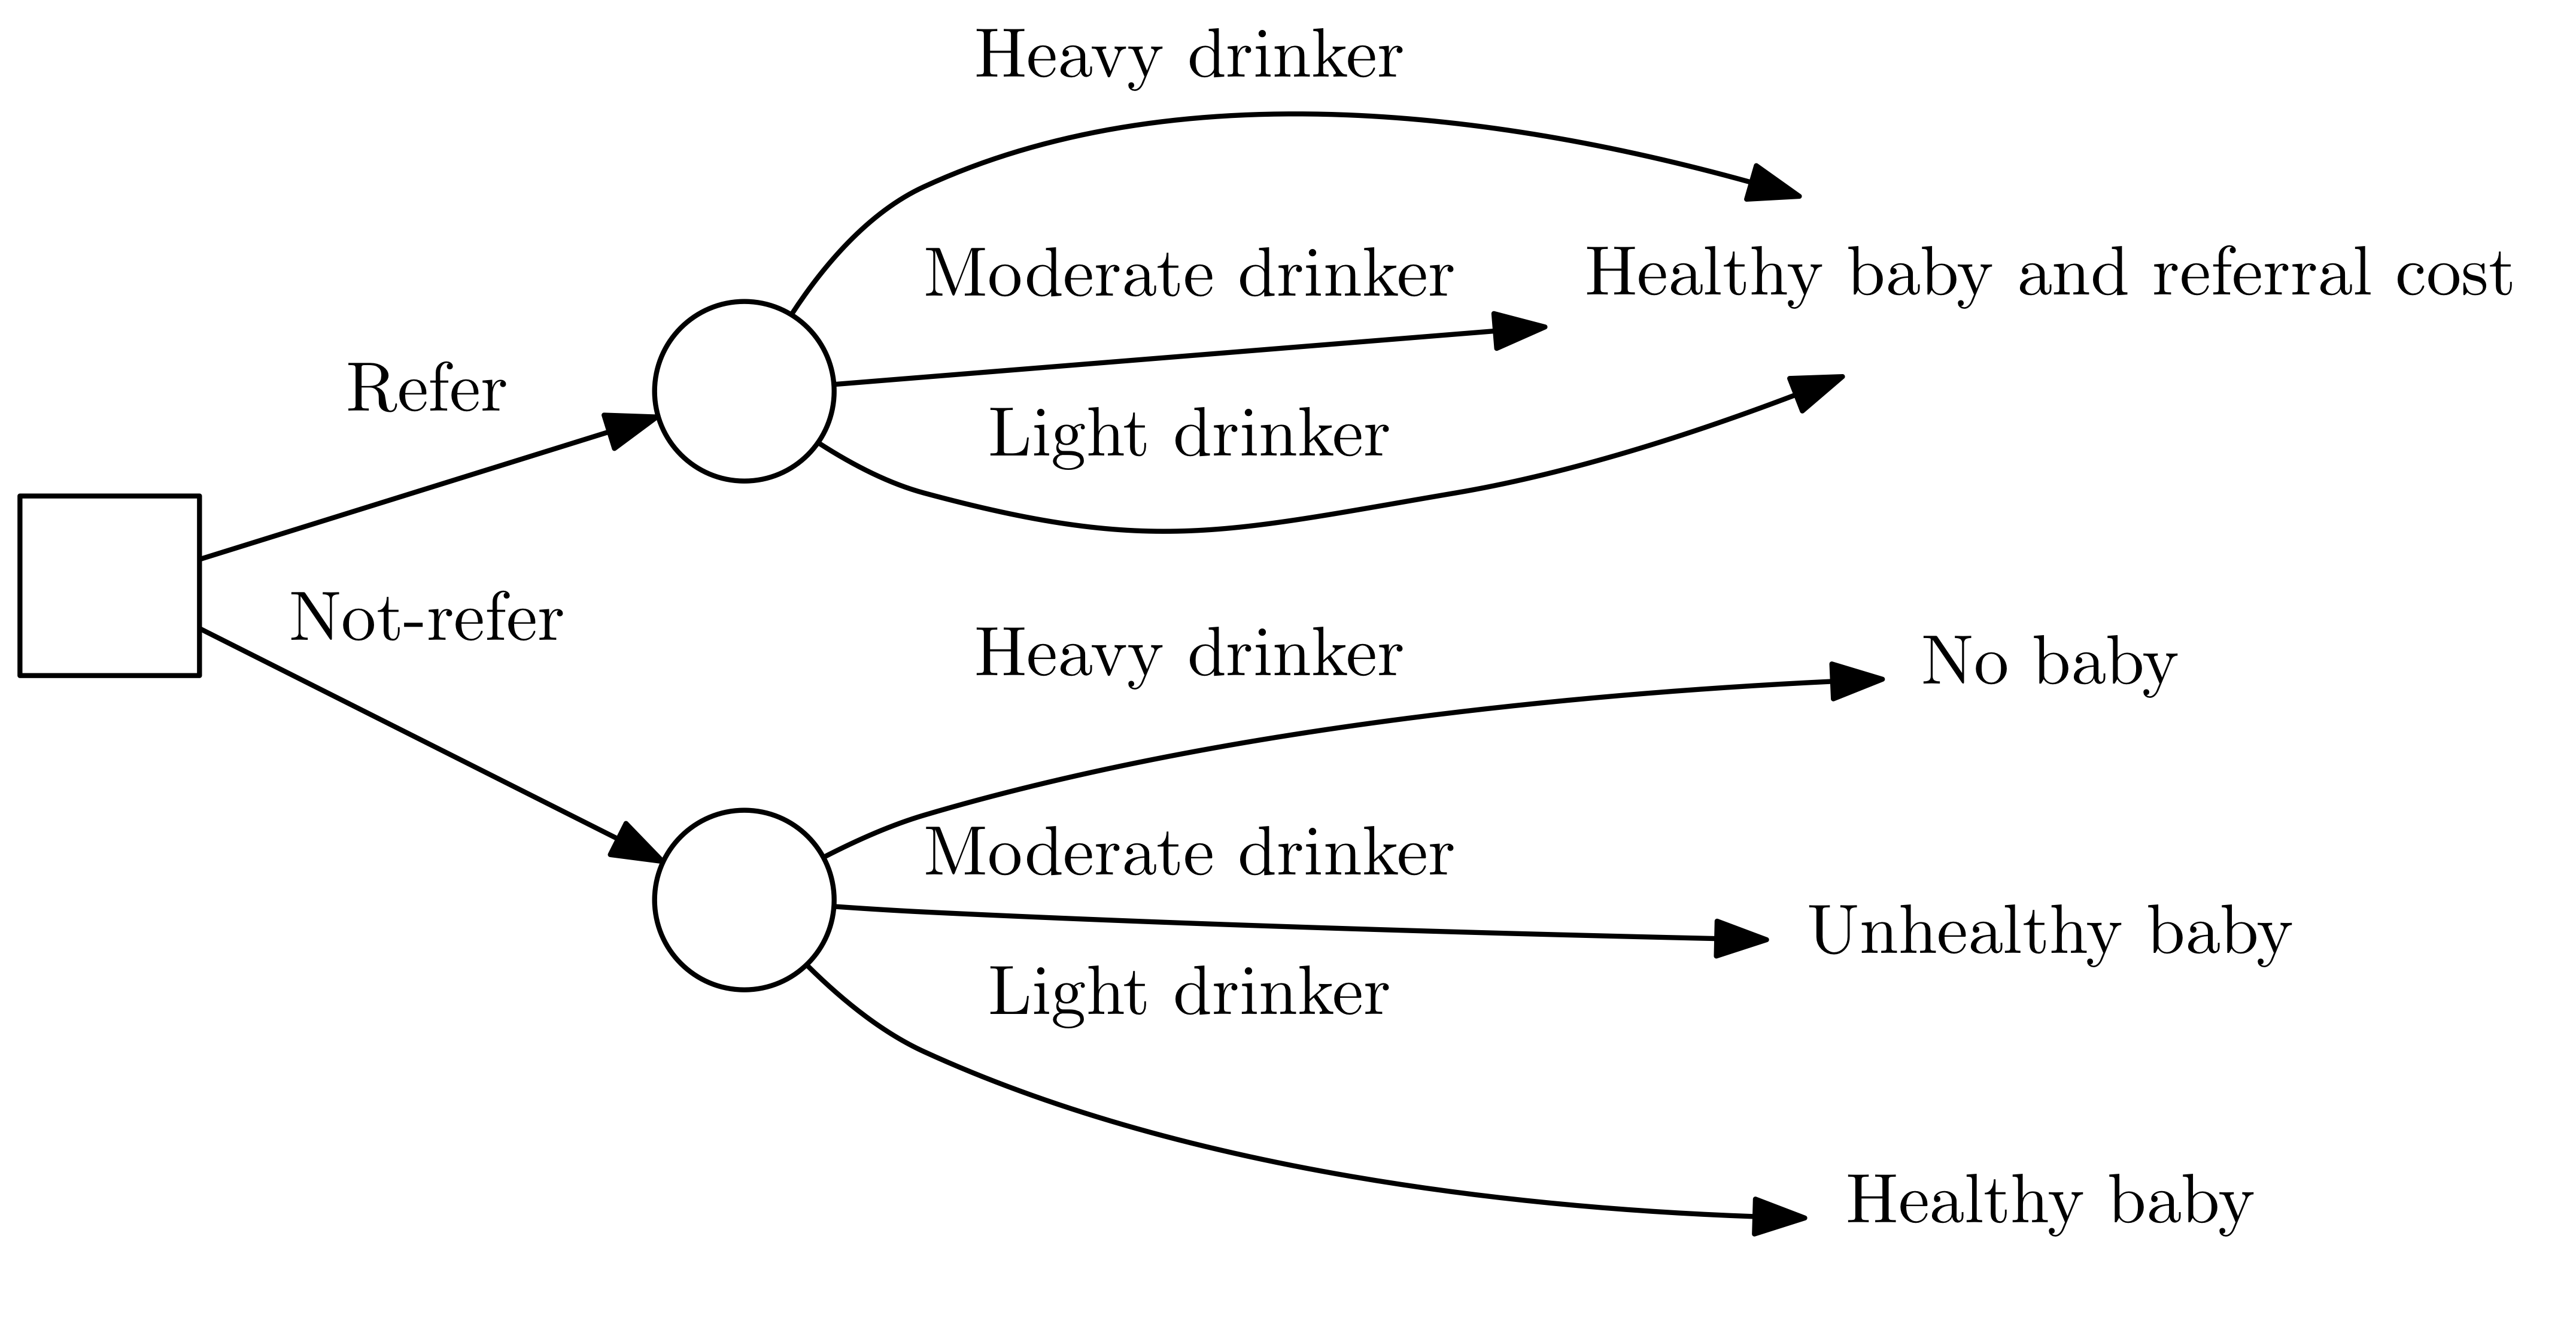 Heavy drinker
Moderate drinker
Healthy baby and referral cost
Refer
Light drinker
Not-refer
Heavy drinker
No baby
Moderate drinker
Unhealthy baby
Light drinker
Healthy baby